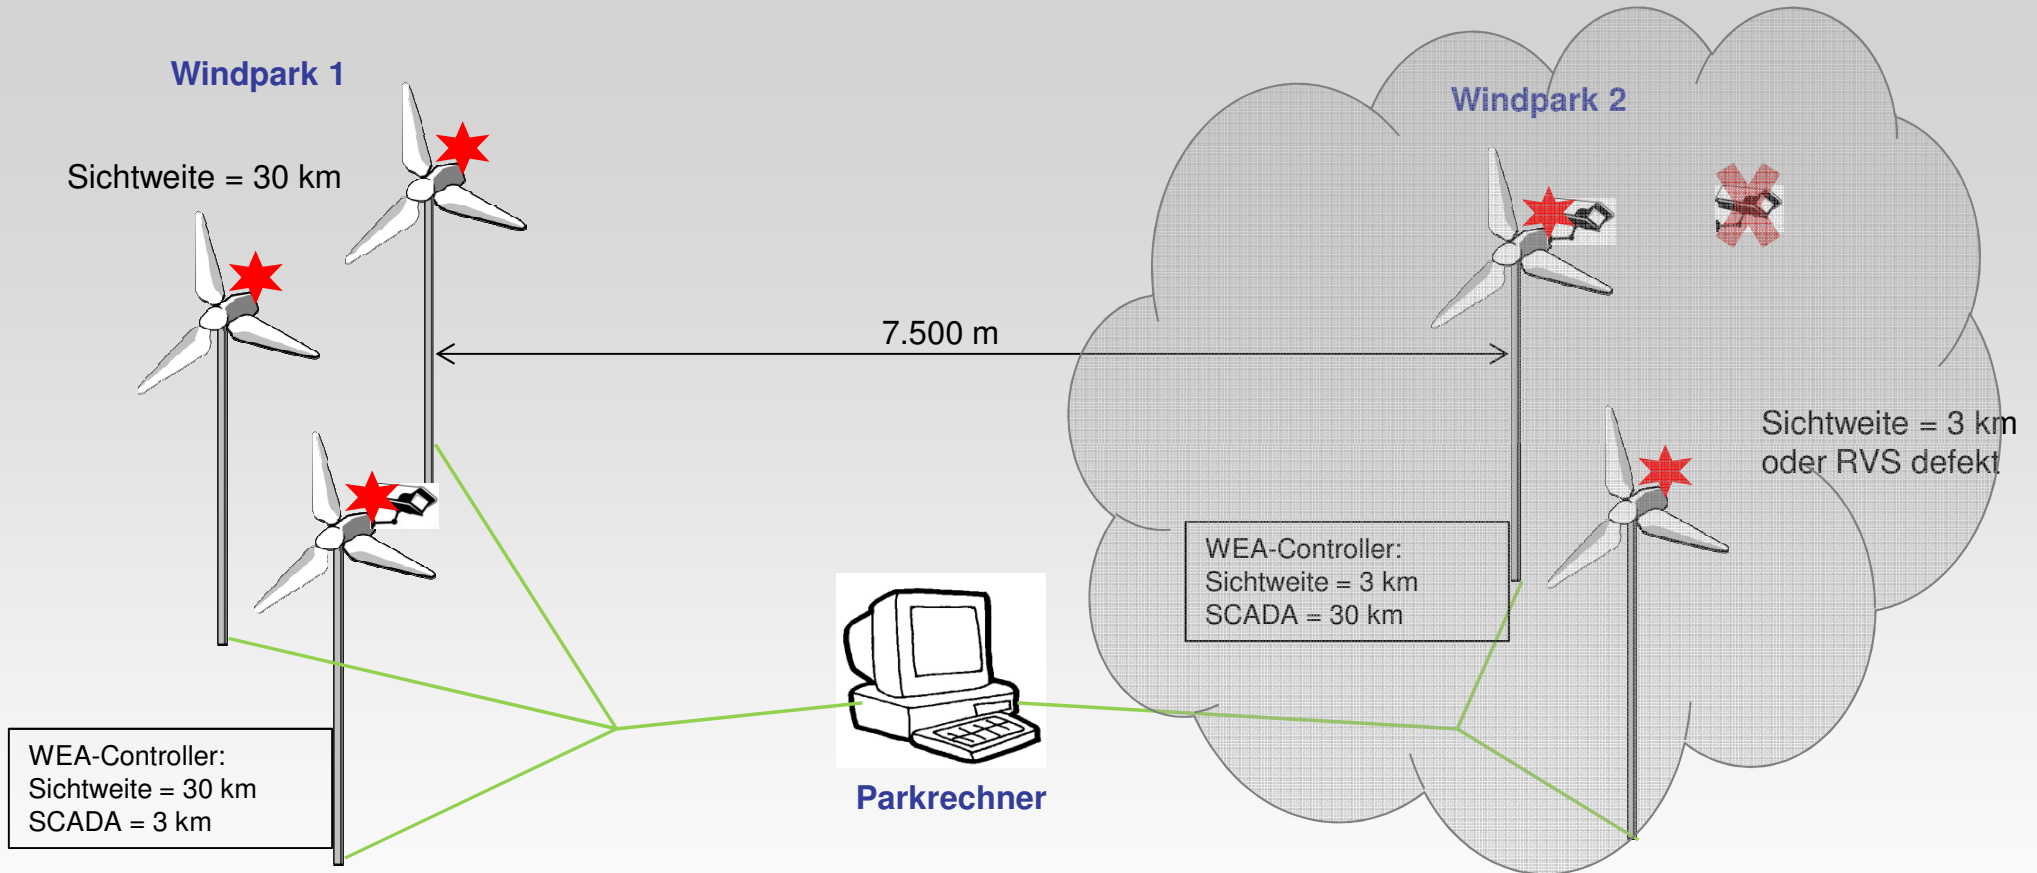 Windpark 1
Windpark 2
Sichtweite = 30 km
7.500 m
Sichtweite = 3 km
oder RVS defekt
WEA-Controller:
Sichtweite = 3 km
SCADA = 30 km
WEA-Controller:
Sichtweite = 30 km
SCADA = 3 km
Parkrechner